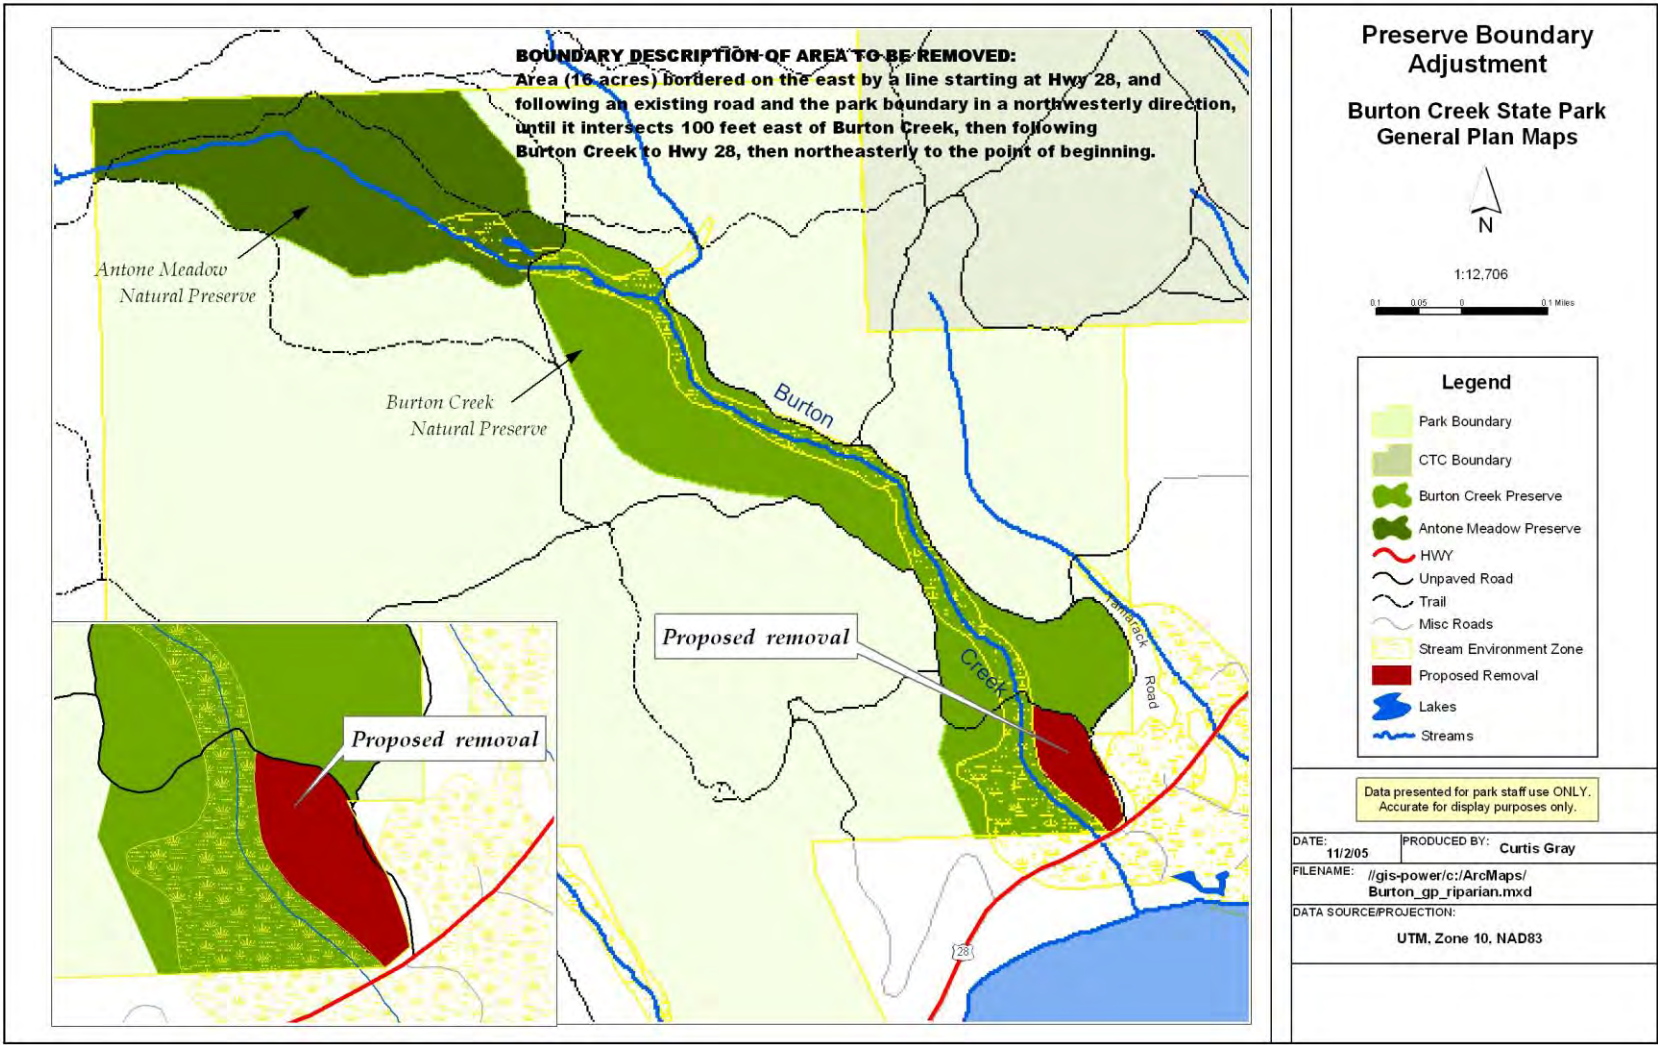 BOUNDARY DESCRIPTION OF AREA TO BE REMOVED:
Area (16 acres) bordered on the east by a line starting at Hwy 28, and
following an existing road and the park boundary in a northwesterly direction,
until it intersects 100 feet east of Burton Creek, then following
Burton Creek to Hwy 28, then northeasterly to the point of beginning.
Antone Meadow
Natural Preserve
Burton Creek
Natural Preserve
Burton
Creek
Proposed removal
Tamarack
Road
28
Proposed removal
Preserve Boundary
Adjustment
Burton Creek State Park
General Plan Maps
N
1:12,706
0.1 0.05 0 0.1 Miles
Legend
Park Boundary
CTC Boundary
Burton Creek Preserve
Antone Meadow Preserve
HWY
Unpaved Road
Trail
Misc Roads
Stream Environment Zone
Proposed Removal
Lakes
Streams
Data presented for park staff use ONLY.
Accurate for display purposes only.
DATE: 11/2/05
PRODUCED BY: Curtis Gray
FILENAME: //gis-power/c:/ArcMaps/
Burton_gp_riparian.mxd
DATA SOURCE/PROJECTION:
UTM, Zone 10, NAD83